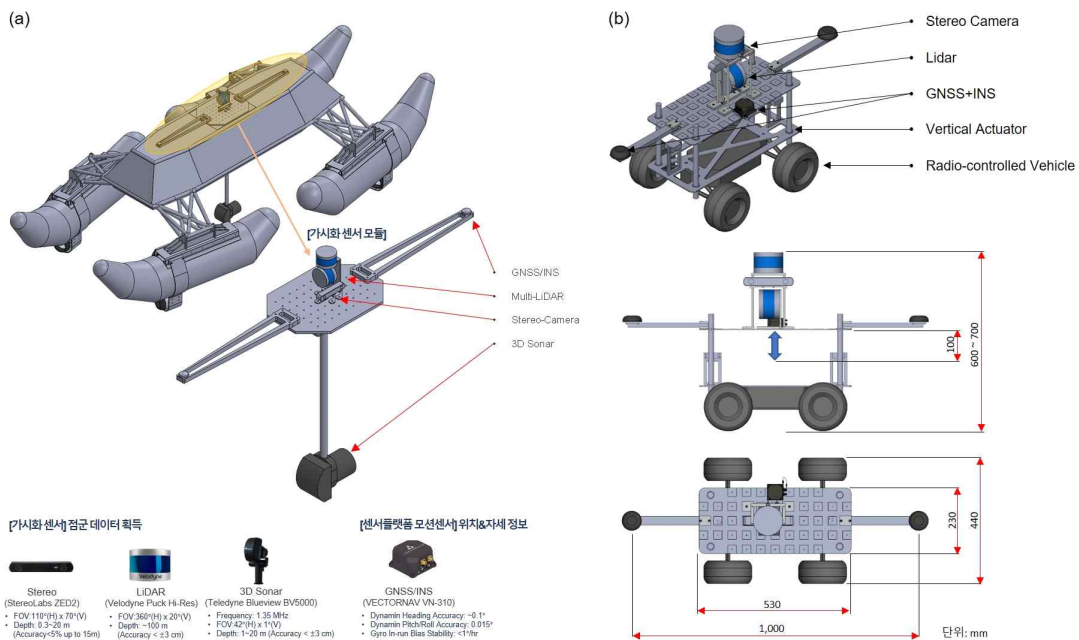 (a)
[가시화 센서 모듈]
GNSS/INS
Multi-LiDAR
Stereo-Camera
3D Sonar
[가시화 센서] 점군 데이터 획득
[센서플랫폼 모션센서] 위치&자세 정보
Velodyne
Stereo
(StereoLabs ZED2)
• FOV:110°(H) x 70°(V)
• Depth: 0.3~20 m
(Accuracy<5% up to 15m)
LiDAR
(Velodyne Puck Hi-Res)
• FOV:360°(H) x 20°(V)
• Depth: ~100 m
(Accuracy < ±3 cm)
3D Sonar
(Teledyne Blueview BV5000)
• Frequency: 1.35 MHz
• FOV:42°(H) x 1°(V)
• Depth: 1~20 m (Accuracy < ±3 cm)
GNSS/INS
(VECTORNAV VN-310)
• Dynamin Heading Accuracy: ~0.1°
• Dynamin Pitch/Roll Accuracy: 0.015°
• Gyro In-run Bias Stability: <1°/hr
(b)
Stereo Camera
Lidar
GNSS+INS
Vertical Actuator
Radio-controlled Vehicle
100
600 ~ 700
230
440
530
1,000
단위: mm